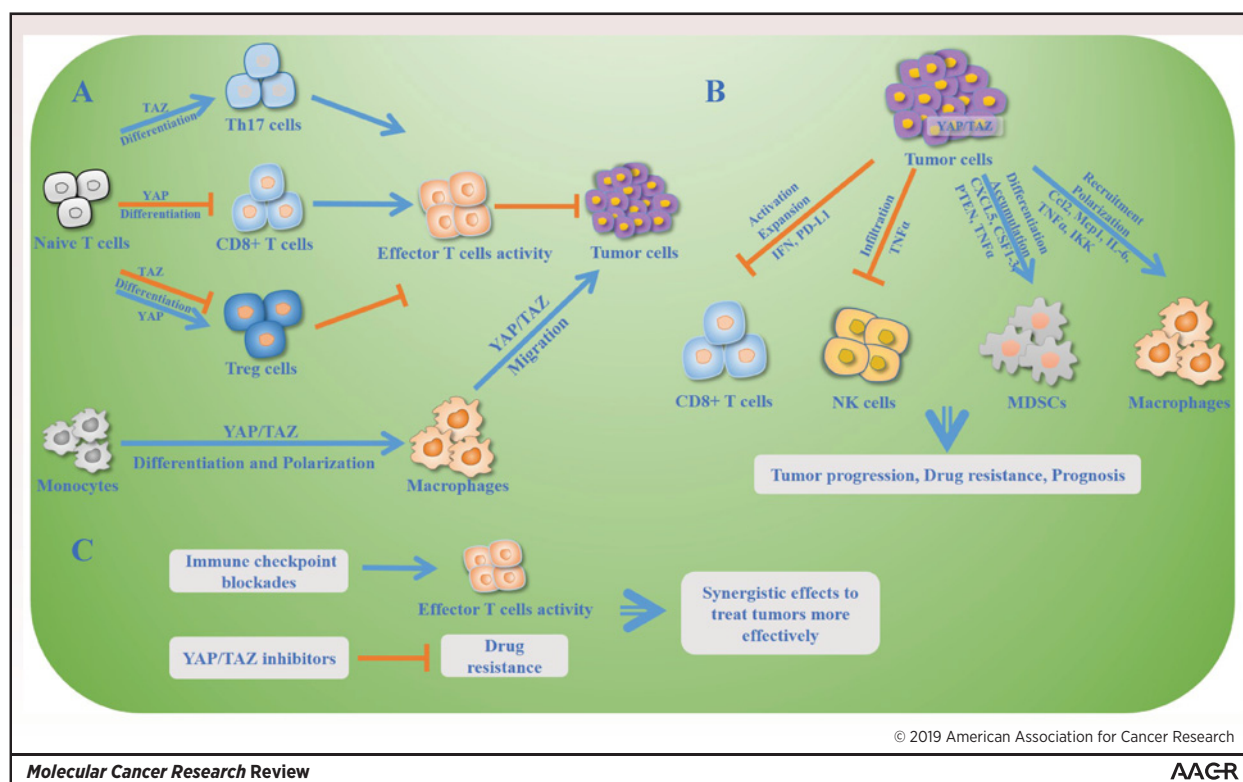 A
TAZ
Differentiation
Th17 cells
YAP
Differentiation
Naive T cells
CD8+ T cells
Effector T cells activity
Tumor cells
TAZ
Differentiation
YAP
Treg cells
YAP/TAZ
Migration
YAP/TAZ
Differentiation and Polarization
Monocytes
Macrophages
B
YAP/TAZ
Tumor cells
Activation
Expansion
IFN, PD-L1
Infiltration
TNFα
Differentiation
Accumulation
CXCL5, CSF1-3,
PTEN, TNFα
Recruitment
Polarization
Ccl2, Mcp1, IL-6,
TNFα, IKK
CD8+ T cells
NK cells
MDSCs
Macrophages
Tumor progression, Drug resistance, Prognosis
C
Immune checkpoint
blockades
Effector T cells activity
YAP/TAZ inhibitors
Drug
resistance
Synergistic effects to
treat tumors more
effectively
© 2019 American Association for Cancer Research
Molecular Cancer Research Review
AACR